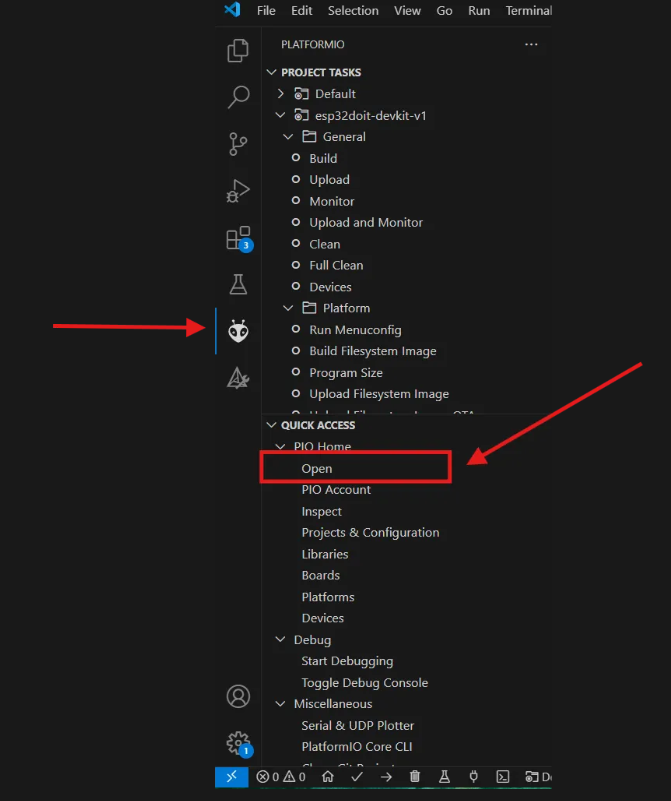 File Edit Selection View Go Run Terminal
PLATFORMIO
PROJECT TASKS
Default
esp32doit-devkit-v1
General
Build
Upload
Monitor
Upload and Monitor
Clean
3
Full Clean
Devices
Platform
Run Menuconfig
Build Filesystem Image
Program Size
Upload Filesystem Image
QUICK ACCESS
PIO Home
Open
PIO Account
Inspect
Projects & Configuration
Libraries
Boards
Platforms
Devices
Debug
Start Debugging
Toggle Debug Console
Miscellaneous
Serial & UDP Plotter
PlatformIO Core CLI
1
0 0